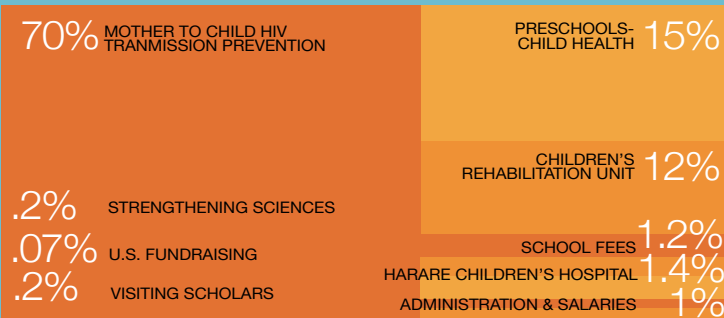 70% MOTHER TO CHILD HIV
TRANMISSION PREVENTION
.2% STRENGTHENING SCIENCES
.07% U.S. FUNDRAISING
.2% VISITING SCHOLARS
PRESCHOOLS-
CHILD HEALTH 15%
CHILDREN'S
REHABILITATION UNIT 12%
SCHOOL FEES 1.2%
HARARE CHILDREN'S HOSPITAL 1.4%
ADMINISTRATION & SALARIES 1%